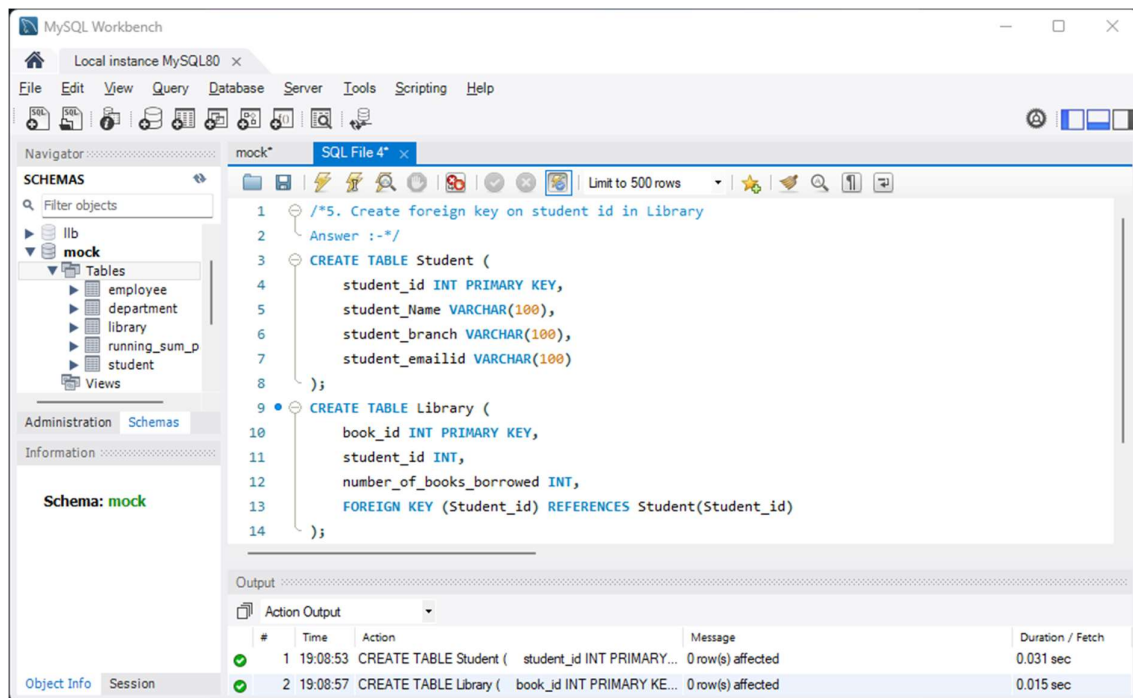 MySQL Workbench
Local instance MySQL80
File Edit View Query Database Server Tools Scripting Help
Navigator
SCHEMAS
Filter objects
llb
mock
Tables
employee
department
library
running_sum_p
student
Views
Administration Schemas
Information
Schema: mock
Object Info Session
mock* SQL File 4*
Limit to 500 rows
1 /*5. Create foreign key on student id in Library
2 Answer :-*/
3 CREATE TABLE Student (
4 student_id INT PRIMARY KEY,
5 student_Name VARCHAR(100),
6 student_branch VARCHAR(100),
7 student_emailid VARCHAR(100)
8 );
9 CREATE TABLE Library (
10 book_id INT PRIMARY KEY,
11 student_id INT,
12 number_of_books_borrowed INT,
13 FOREIGN KEY (Student_id) REFERENCES Student(Student_id)
14 );
Output
Action Output
# Time Action Message Duration / Fetch
1 19:08:53 CREATE TABLE Student ( student_id INT PRIMARY... 0 row(s) affected 0.031 sec
2 19:08:57 CREATE TABLE Library ( book_id INT PRIMARY KE... 0 row(s) affected 0.015 sec